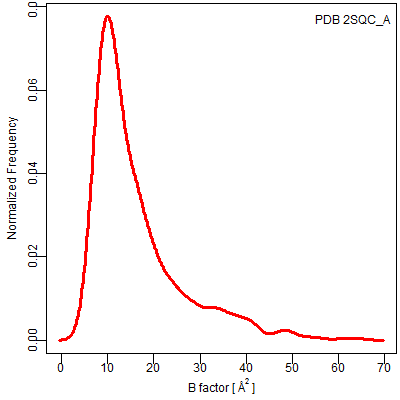 PDB 2SQC_A
Normalized Frequency
0.00 0.02 0.04 0.06 0.0
0 10 20 30 40 50 60 70
B factor [ Å2 ]